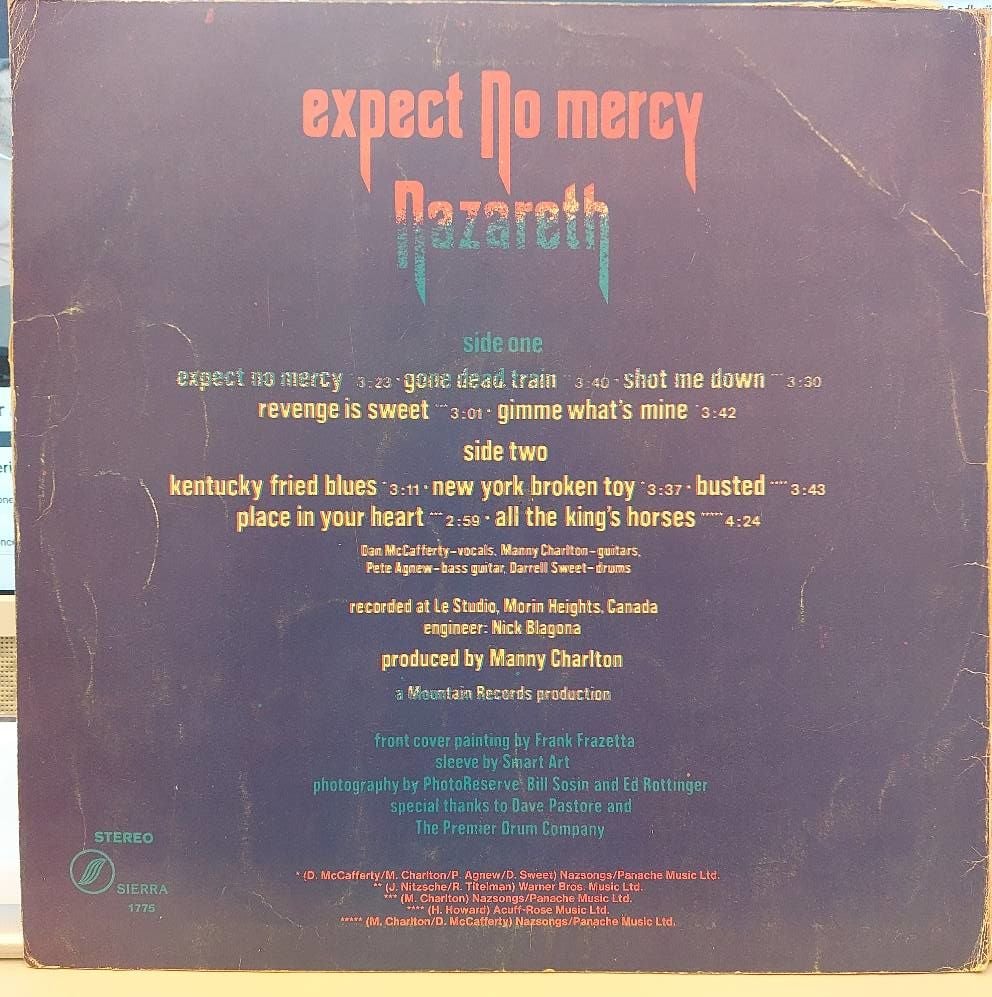 expect no mercy
Nazareth
side one
expect no mercy * 3:23 · gone dead train ** 3:40 · shot me down *** 3:30
revenge is sweet *** 3:01 · gimme what's mine * 3:42
side two
kentucky fried blues * 3:11 · new york broken toy * 3:37 · busted **** 3:43
place in your heart *** 2:59 · all the king's horses ***** 4:24
Dan McCafferty-vocals, Manny Charlton-guitars,
Pete Agnew-bass guitar, Darrell Sweet-drums
recorded at Le Studio, Morin Heights, Canada
engineer: Nick Blagona
produced by Manny Charlton
a Mountain Records production
front cover painting by Frank Frazetta
sleeve by Smart Art
photography by PhotoReserve, Bill Sosin and Ed Rottinger
special thanks to Dave Pastore and
The Premier Drum Company
STEREO
SIERRA
1775
* (D. McCafferty/M. Charlton/P. Agnew/D. Sweet) Nazsongs/Panache Music Ltd.
** (J. Nitzsche/R. Titelman) Warner Bros. Music Ltd.
*** (M. Charlton) Nazsongs/Panache Music Ltd.
**** (H. Howard) Acuff-Rose Music Ltd.
***** (M. Charlton/D. McCafferty) Nazsongs/Panache Music Ltd.